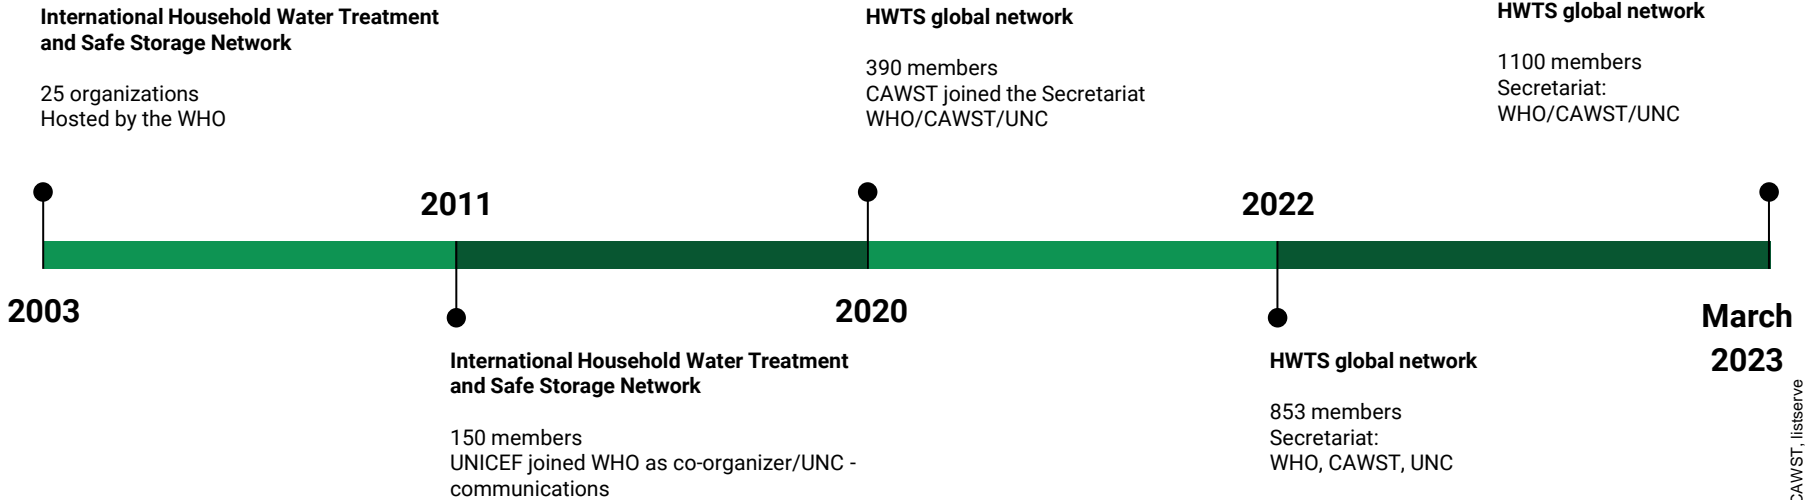 International Household Water Treatment
and Safe Storage Network
25 organizations
Hosted by the WHO
HWTS global network
390 members
CAWST joined the Secretariat
WHO/CAWST/UNC
HWTS global network
1100 members
Secretariat:
WHO/CAWST/UNC
2011
2022
2003
2020
March
2023
International Household Water Treatment
and Safe Storage Network
150 members
UNICEF joined WHO as co-organizer/UNC -
communications
HWTS global network
853 members
Secretariat:
WHO, CAWST, UNC
CAWST, listserve